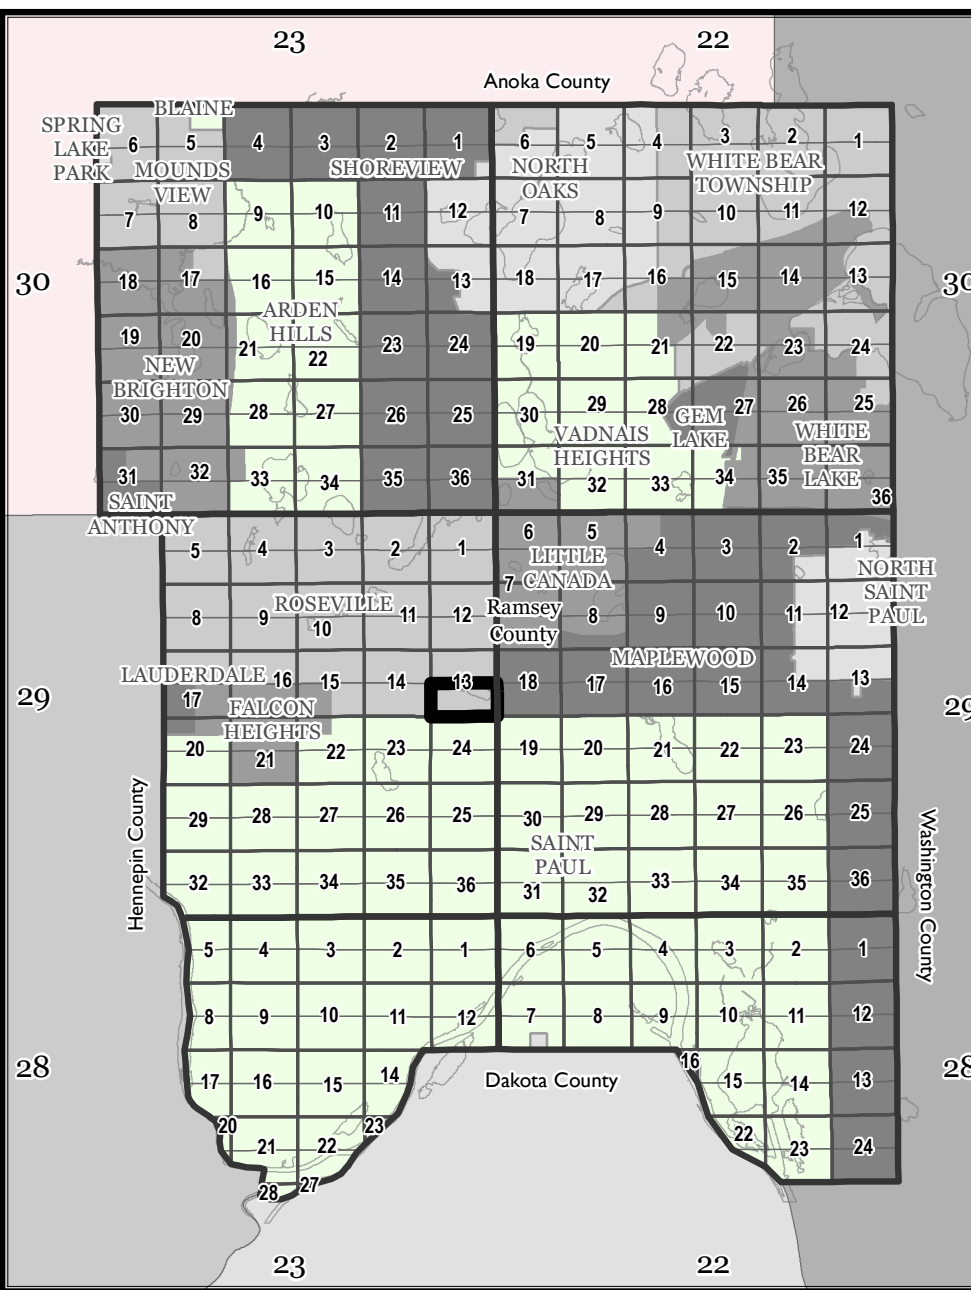 23 22
Anoka County
BLAINE
SPRING
LAKE
PARK
6 5 4 3 2 1 6 5 4 3 2 1
MOUNDS
VIEW
SHOREVIEW
NORTH
OAKS
WHITE BEAR
TOWNSHIP
7 8 9 10 11 12 7 8 9 10 11 12
30 30
18 17 16 15 14 13 18 17 16 15 14 13
ARDEN
HILLS
19 20 21 22 23 24 19 20 21 22 23 24
NEW
BRIGHTON
30 29 28 27 26 25 30 29 28 27 26 25
GEM
LAKE
VADNAIS
HEIGHTS
WHITE
BEAR
LAKE
31 32 33 34 35 36 31 32 33 34 35 36
SAINT
ANTHONY
5 4 3 2 1 6 5 4 3 2 1
LITTLE
CANADA
NORTH
SAINT
PAUL
8 9 10 11 12 7 8 9 10 11 12
ROSEVILLE
Ramsey
County
MAPLEWOOD
LAUDERDALE
29 29
17 16 15 14 13 18 17 16 15 14 13
FALCON
HEIGHTS
20 21 22 23 24 19 20 21 22 23 24
Hennepin County
Washington County
29 28 27 26 25 30 29 28 27 26 25
SAINT
PAUL
32 33 34 35 36 31 32 33 34 35 36
5 4 3 2 1 6 5 4 3 2 1
8 9 10 11 12 7 8 9 10 11 12
28 28
17 16 15 14 16 15 14 13
Dakota County
20 21 22 23 22 23 24
28 27
23 22